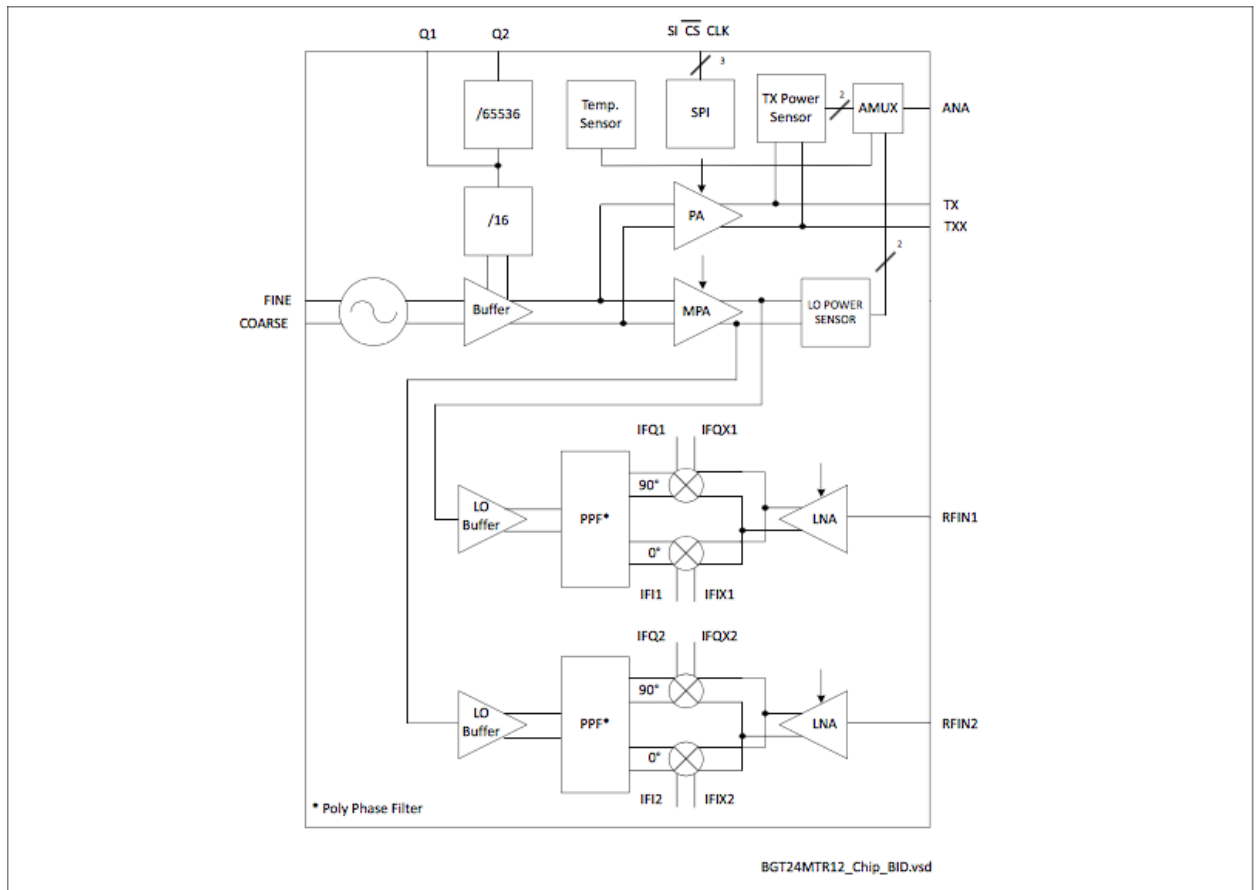 Q1 Q2 SI CS CLK
3
/65536
Temp.
Sensor
SPI
TX Power
Sensor
2
AMUX
ANA
/16
PA
TX
TXX
2
FINE
COARSE
Buffer
MPA
LO POWER
SENSOR
IFQ1 IFQX1
90°
LO
Buffer
PPF*
LNA
RFIN1
0°
IFI1 IFIX1
IFQ2 IFQX2
90°
LO
Buffer
PPF*
LNA
RFIN2
0°
IFI2 IFIX2
* Poly Phase Filter
BGT24MTR12_Chip_BID.vsd